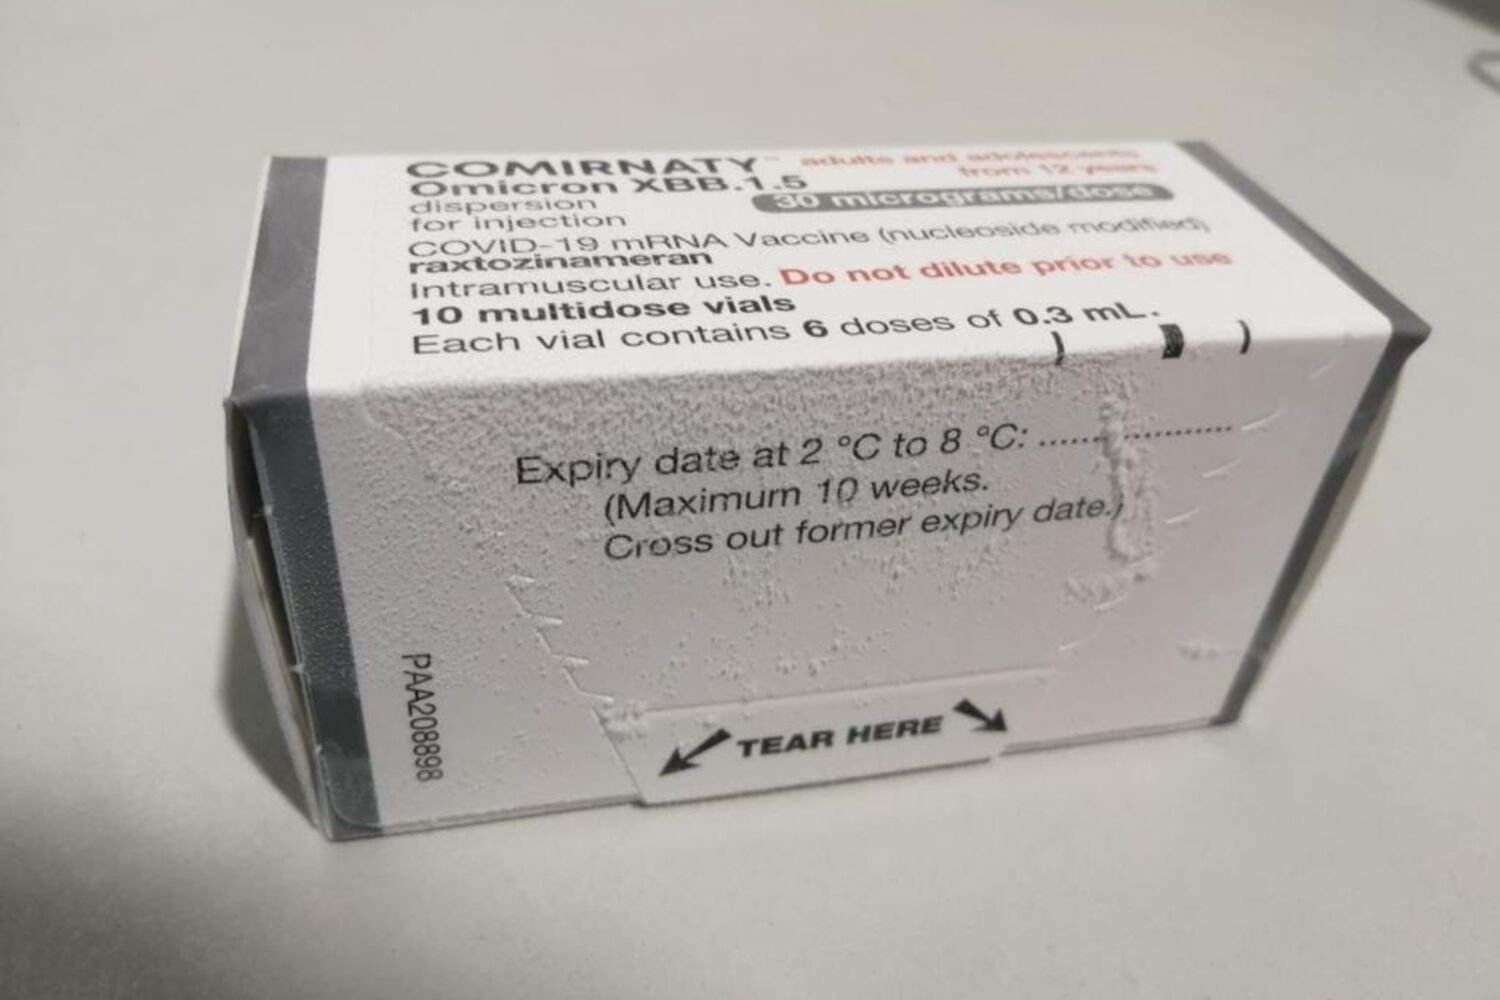 COMIRNATY™ adults and adolescents
from 12 years
Omicron XBB.1.5
30 micrograms/dose
dispersion
for injection
COVID-19 mRNA Vaccine (nucleoside modified)
raxtozinameran
Intramuscular use. Do not dilute prior to use
10 multidose vials
Each vial contains 6 doses of 0.3 mL.
Expiry date at 2 °C to 8 °C: ....................
(Maximum 10 weeks.
Cross out former expiry date.)
TEAR HERE
PAA208898